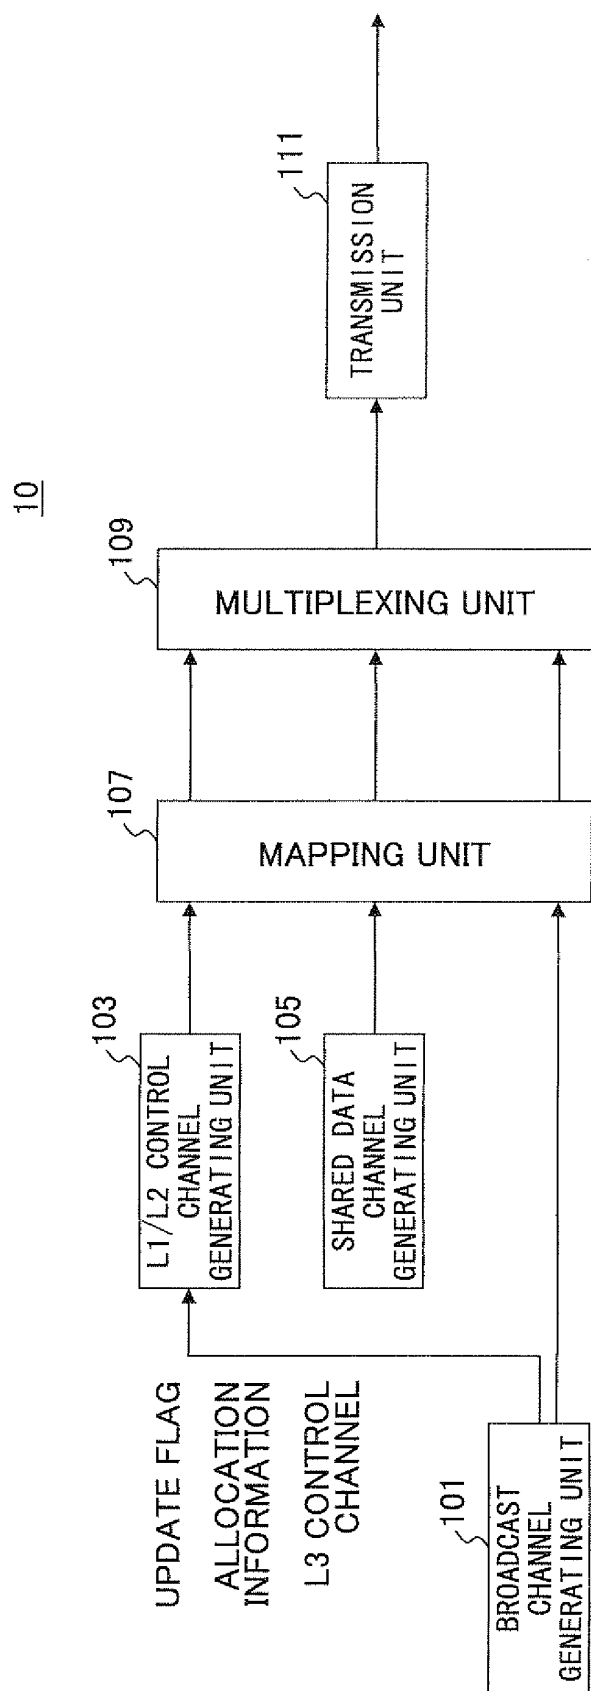 10
UPDATE FLAG
ALLOCATION
INFORMATION
L3 CONTROL
CHANNEL
101
BROADCAST
CHANNEL
GENERATING UNIT
103
L1/L2 CONTROL
CHANNEL
GENERATING UNIT
105
SHARED DATA
CHANNEL
GENERATING UNIT
107
MAPPING UNIT
109
MULTIPLEXING UNIT
111
TRANSMISSION
UNIT